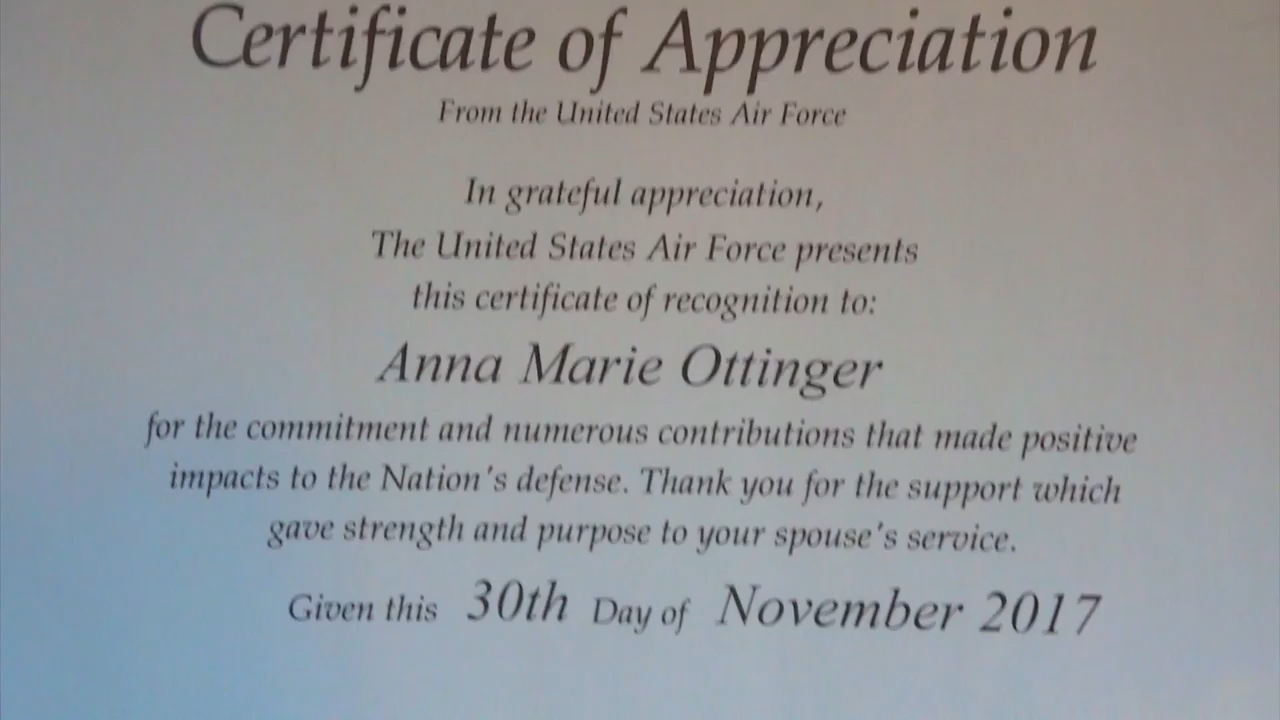 Certificate of Appreciation
From the United States Air Force
In grateful appreciation,
The United States Air Force presents
this certificate of recognition to:
Anna Marie Ottinger
for the commitment and numerous contributions that made positive
impacts to the Nation's defense. Thank you for the support which
gave strength and purpose to your spouse's service.
Given this 30th Day of November 2017